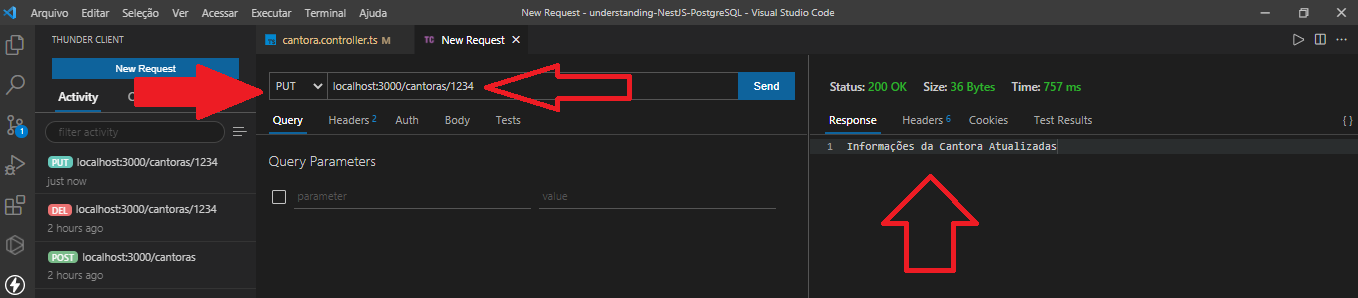 Arquivo Editar Seleção Ver Acessar Executar Terminal Ajuda New Request - understanding-NestJS-PostgreSQL - Visual Studio Code
THUNDER CLIENT
TS cantora.controller.ts M
TC New Request
New Request
PUT localhost:3000/cantoras/1234 Send
Status: 200 OK Size: 36 Bytes Time: 757 ms
Activity C
Query Headers 2 Auth Body Tests
Response Headers 6 Cookies Test Results { }
filter activity
1 Informações da Cantora Atualizadas
1
Query Parameters
PUT localhost:3000/cantoras/1234
just now
parameter value
DEL localhost:3000/cantoras/1234
2 hours ago
POST localhost:3000/cantoras
2 hours ago